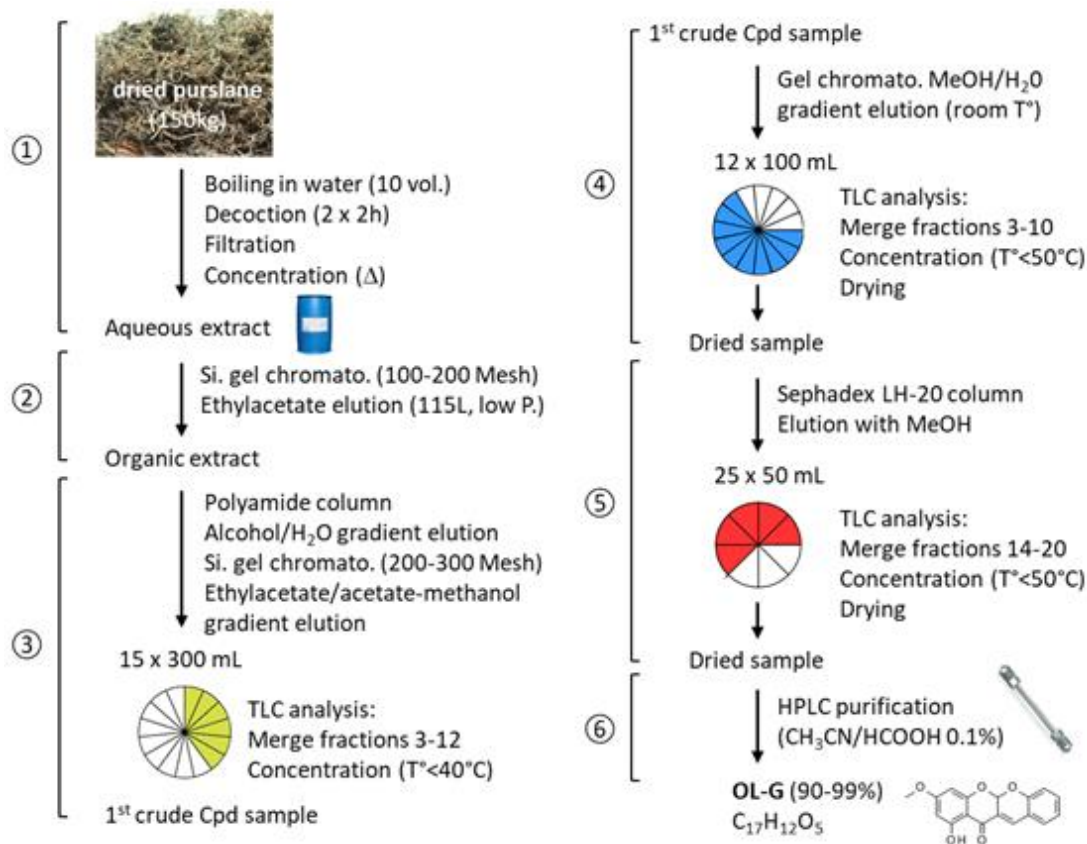 ①
dried purslane
(150kg)
Boiling in water (10 vol.)
Decoction (2 x 2h)
Filtration
Concentration (Δ)
Aqueous extract
②
Si. gel chromato. (100-200 Mesh)
Ethylacetate elution (115L, low P.)
Organic extract
③
Polyamide column
Alcohol/H₂O gradient elution
Si. gel chromato. (200-300 Mesh)
Ethylacetate/acetate-methanol
gradient elution
15 x 300 mL
TLC analysis:
Merge fractions 3-12
Concentration (T°<40°C)
1st crude Cpd sample
1st crude Cpd sample
④
Gel chromato. MeOH/H₂0
gradient elution (room T°)
12 x 100 mL
TLC analysis:
Merge fractions 3-10
Concentration (T°<50°C)
Drying
Dried sample
⑤
Sephadex LH-20 column
Elution with MeOH
25 x 50 mL
TLC analysis:
Merge fractions 14-20
Concentration (T°<50°C)
Drying
Dried sample
⑥
HPLC purification
(CH₃CN/HCOOH 0.1%)
OL-G (90-99%)
C₁₇H₁₂O₅
O
O
O
OH
O